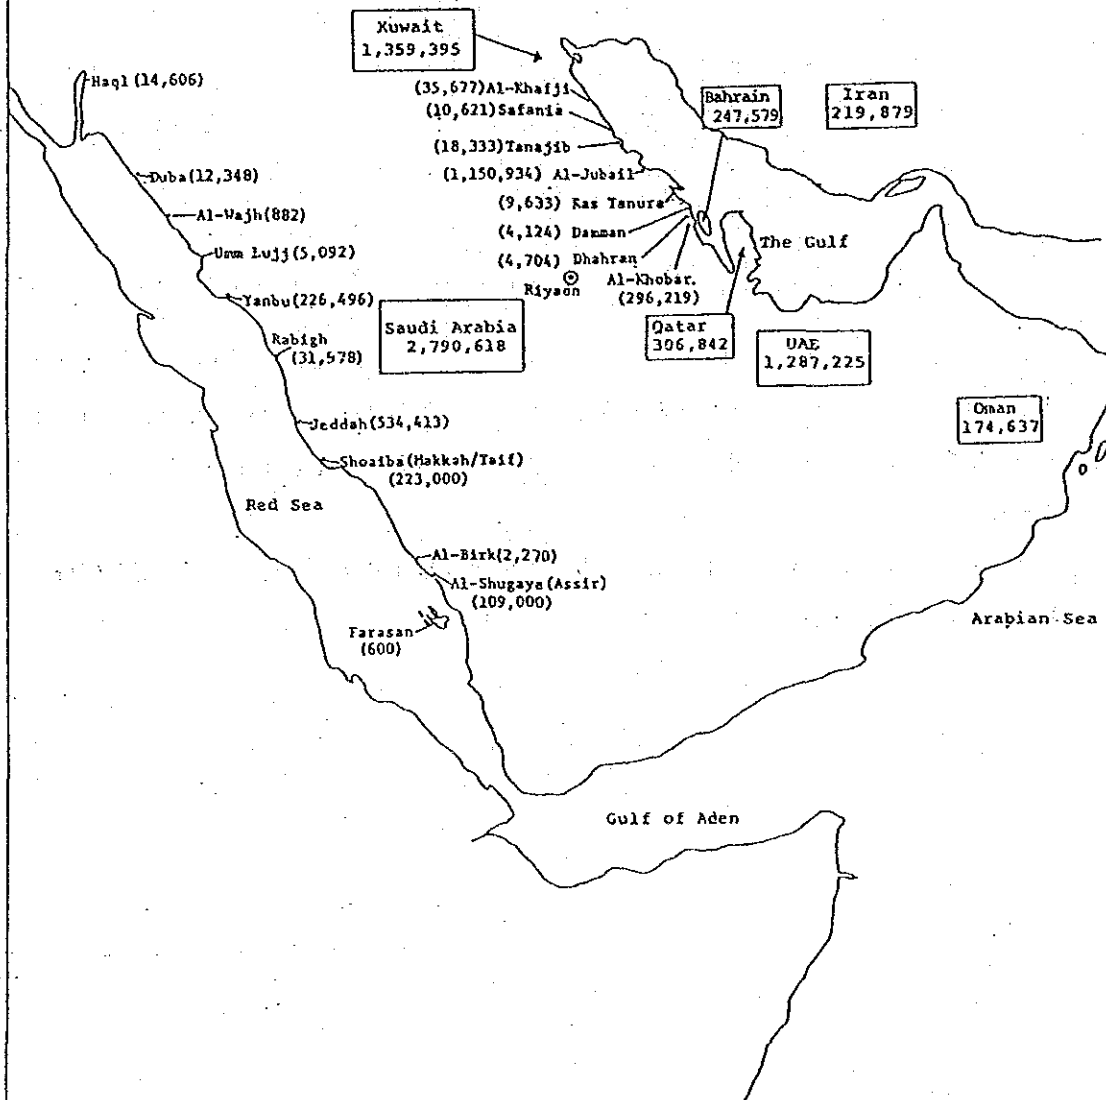 Kuwait
1,359,395
Haql (14,606)
(35,677)Al-Khafji
(10,621)Safania
(18,333)Tanajib
(1,150,934) Al-Jubail
(9,633) Ras Tanura
(4,124) Damman
(4,704) Dhahran
Al-Khobar.
(296,219)
Riyaon
Bahrain
247,579
Iran
219,879
The Gulf
Duba(12,348)
Al-Wajh(882)
Umm Lujj(5,092)
Yanbu(226,496)
Rabigh
(31,578)
Saudi Arabia
2,790,618
Qatar
306,842
UAE
1,287,225
Oman
174,637
Jeddah(534,413)
Shoaiba(Makkah/Taif)
(223,000)
Red Sea
Al-Birk(2,270)
Al-Shugaya(Assir)
(109,000)
Farasan
(600)
Arabian Sea
Gulf of Aden